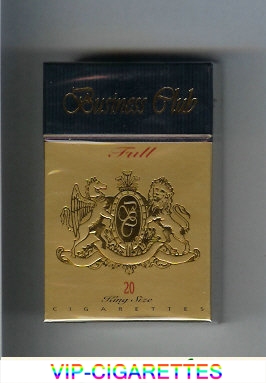 Business Club
Full
20
King Size
CIGARETTES
VIP-CIGARETTES